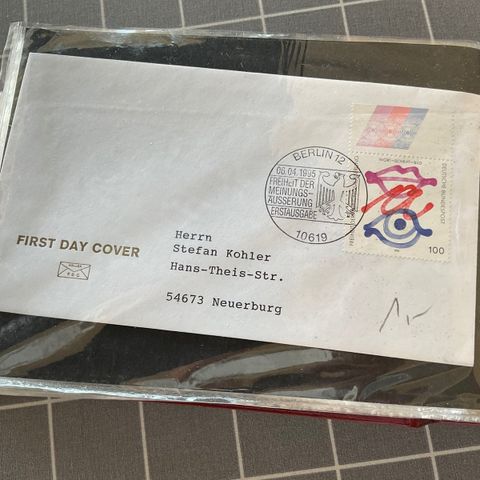 BERLIN 12
06.04.1995
FREIHEIT DER
MEINUNGS-
ÄUSSERUNG
ERSTAUSGABE
10619
DEUTSCHE BUNDESPOST
100
FIRST DAY COVER
FDC
Herrn
Stefan Kohler
Hans-Theis-Str.
54673 Neuerburg